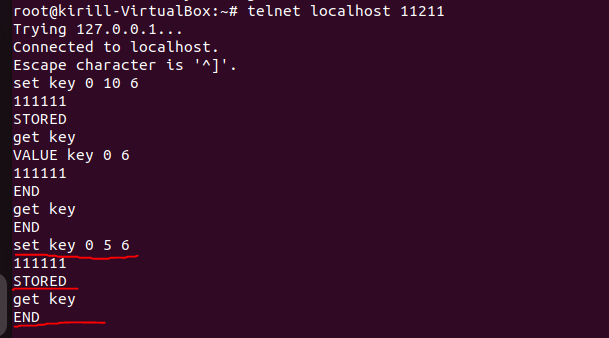 root@kirill-VirtualBox:~# telnet localhost 11211
Trying 127.0.0.1...
Connected to localhost.
Escape character is '^]'.
set key 0 10 6
111111
STORED
get key
VALUE key 0 6
111111
END
get key
END
set key 0 5 6
111111
STORED
get key
END